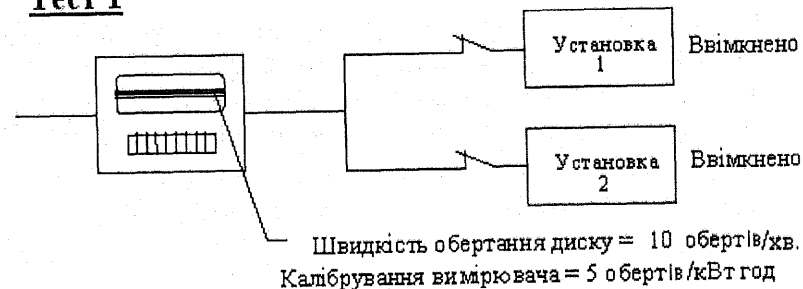 Тест 1
Установка
1
Ввімкнено
Установка
2
Ввімкнено
Швидкість обертання диску = 10 обертів/хв.
Калібрування вимірювача = 5 обертів/кВт год